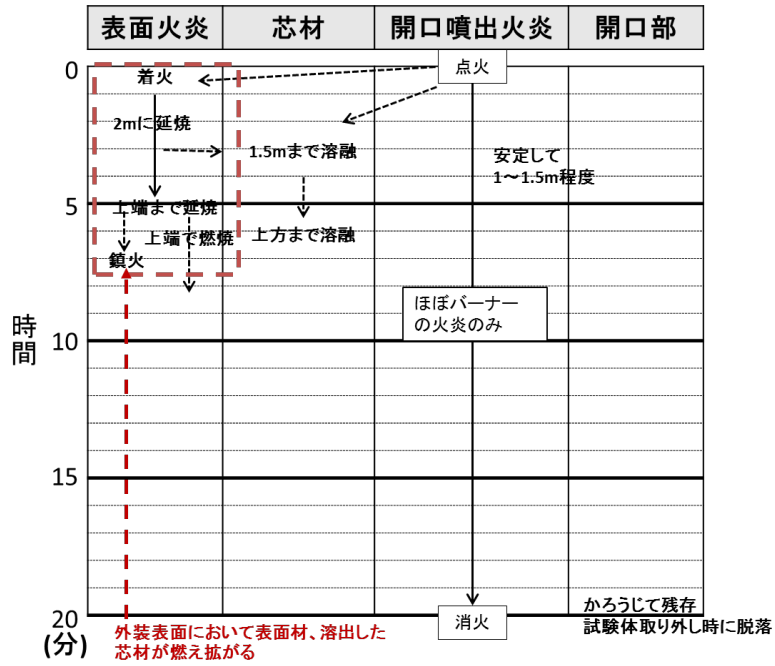 表面火炎 芯材 開口噴出火炎 開口部
0
着火
点火
2mに延焼
1.5mまで溶融
安定して
1～1.5m程度
5
上端まで延焼
上端で燃焼
上方まで溶融
鎮火
ほぼバーナー
の火炎のみ
時間
10
15
20
(分)
消火
かろうじて残存
試験体取り外し時に脱落
外装表面において表面材、溶出した
芯材が燃え拡がる